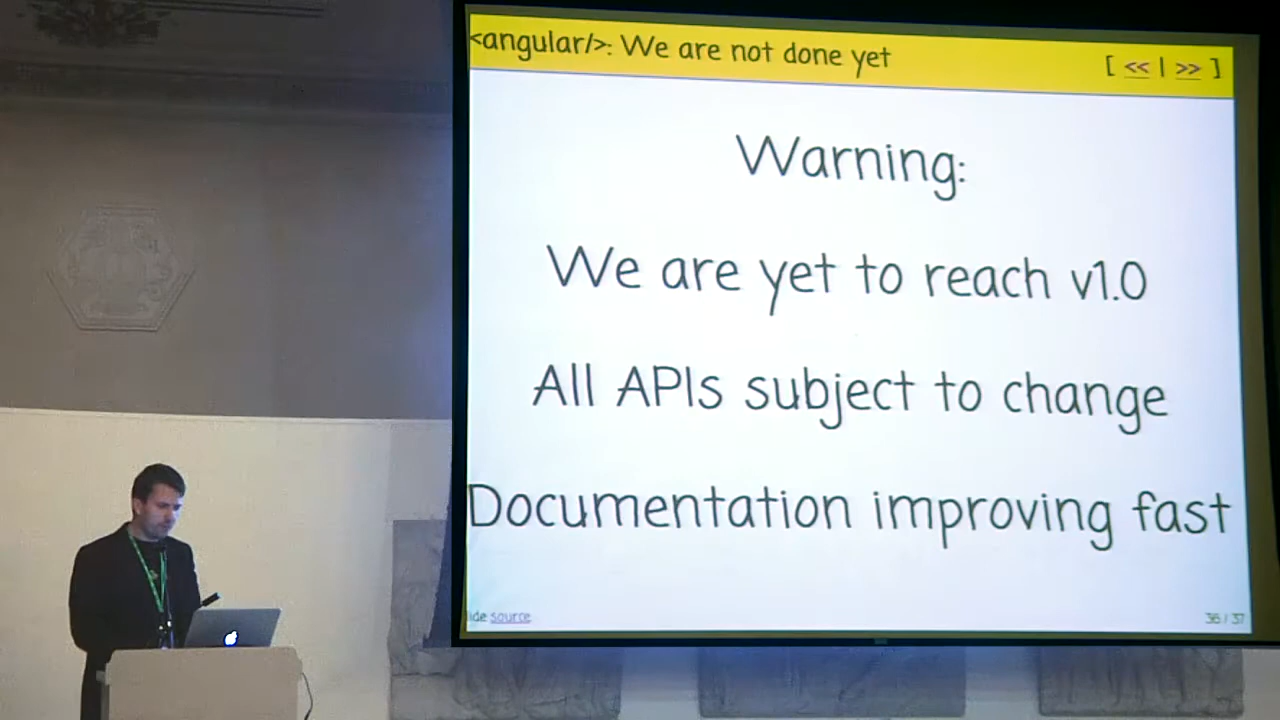 <angular/>: We are not done yet
[ << | >> ]
Warning:
We are yet to reach v1.0
All APIs subject to change
Documentation improving fast
ide source
36 / 37